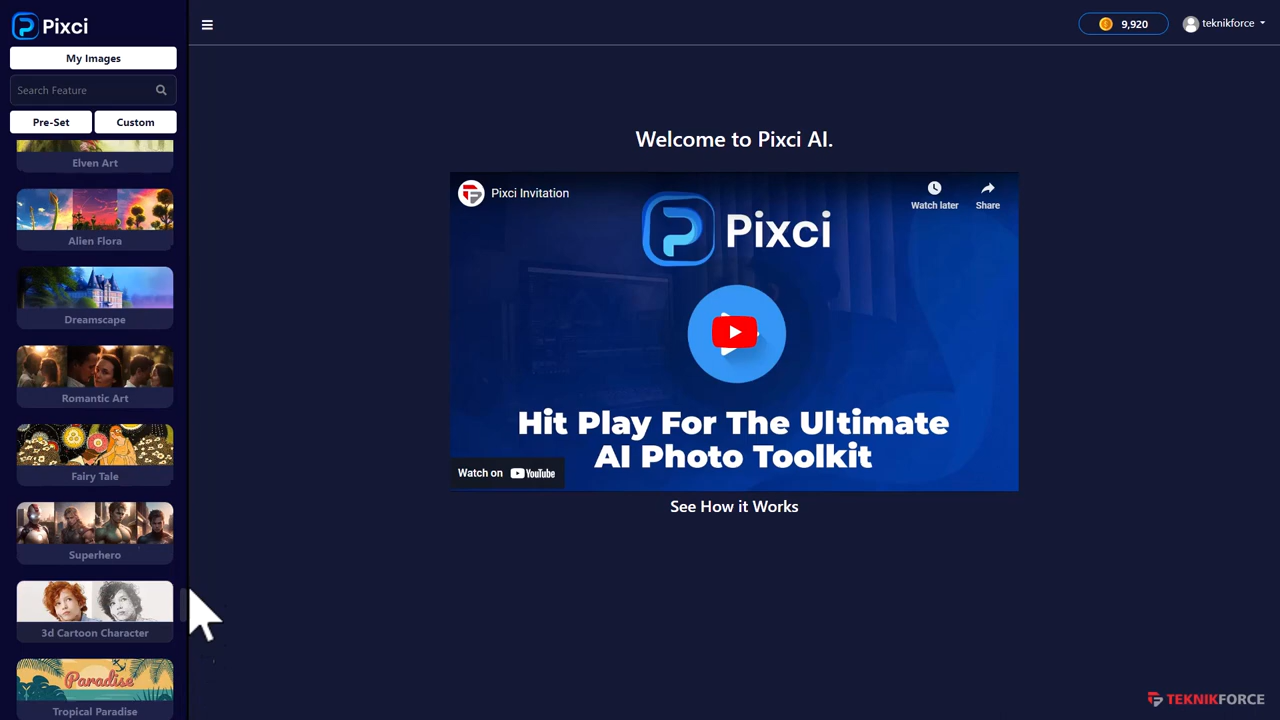 Pixci
My Images
Search Feature
Pre-Set
Custom
Elven Art
Alien Flora
Dreamscape
Romantic Art
Fairy Tale
Superhero
3d Cartoon Character
Paradise
Tropical Paradise
9,920
teknikforce
Welcome to Pixci AI.
Pixci Invitation
Watch later
Share
Pixci
Hit Play For The Ultimate
AI Photo Toolkit
Watch on YouTube
See How it Works
TEKNIKFORCE